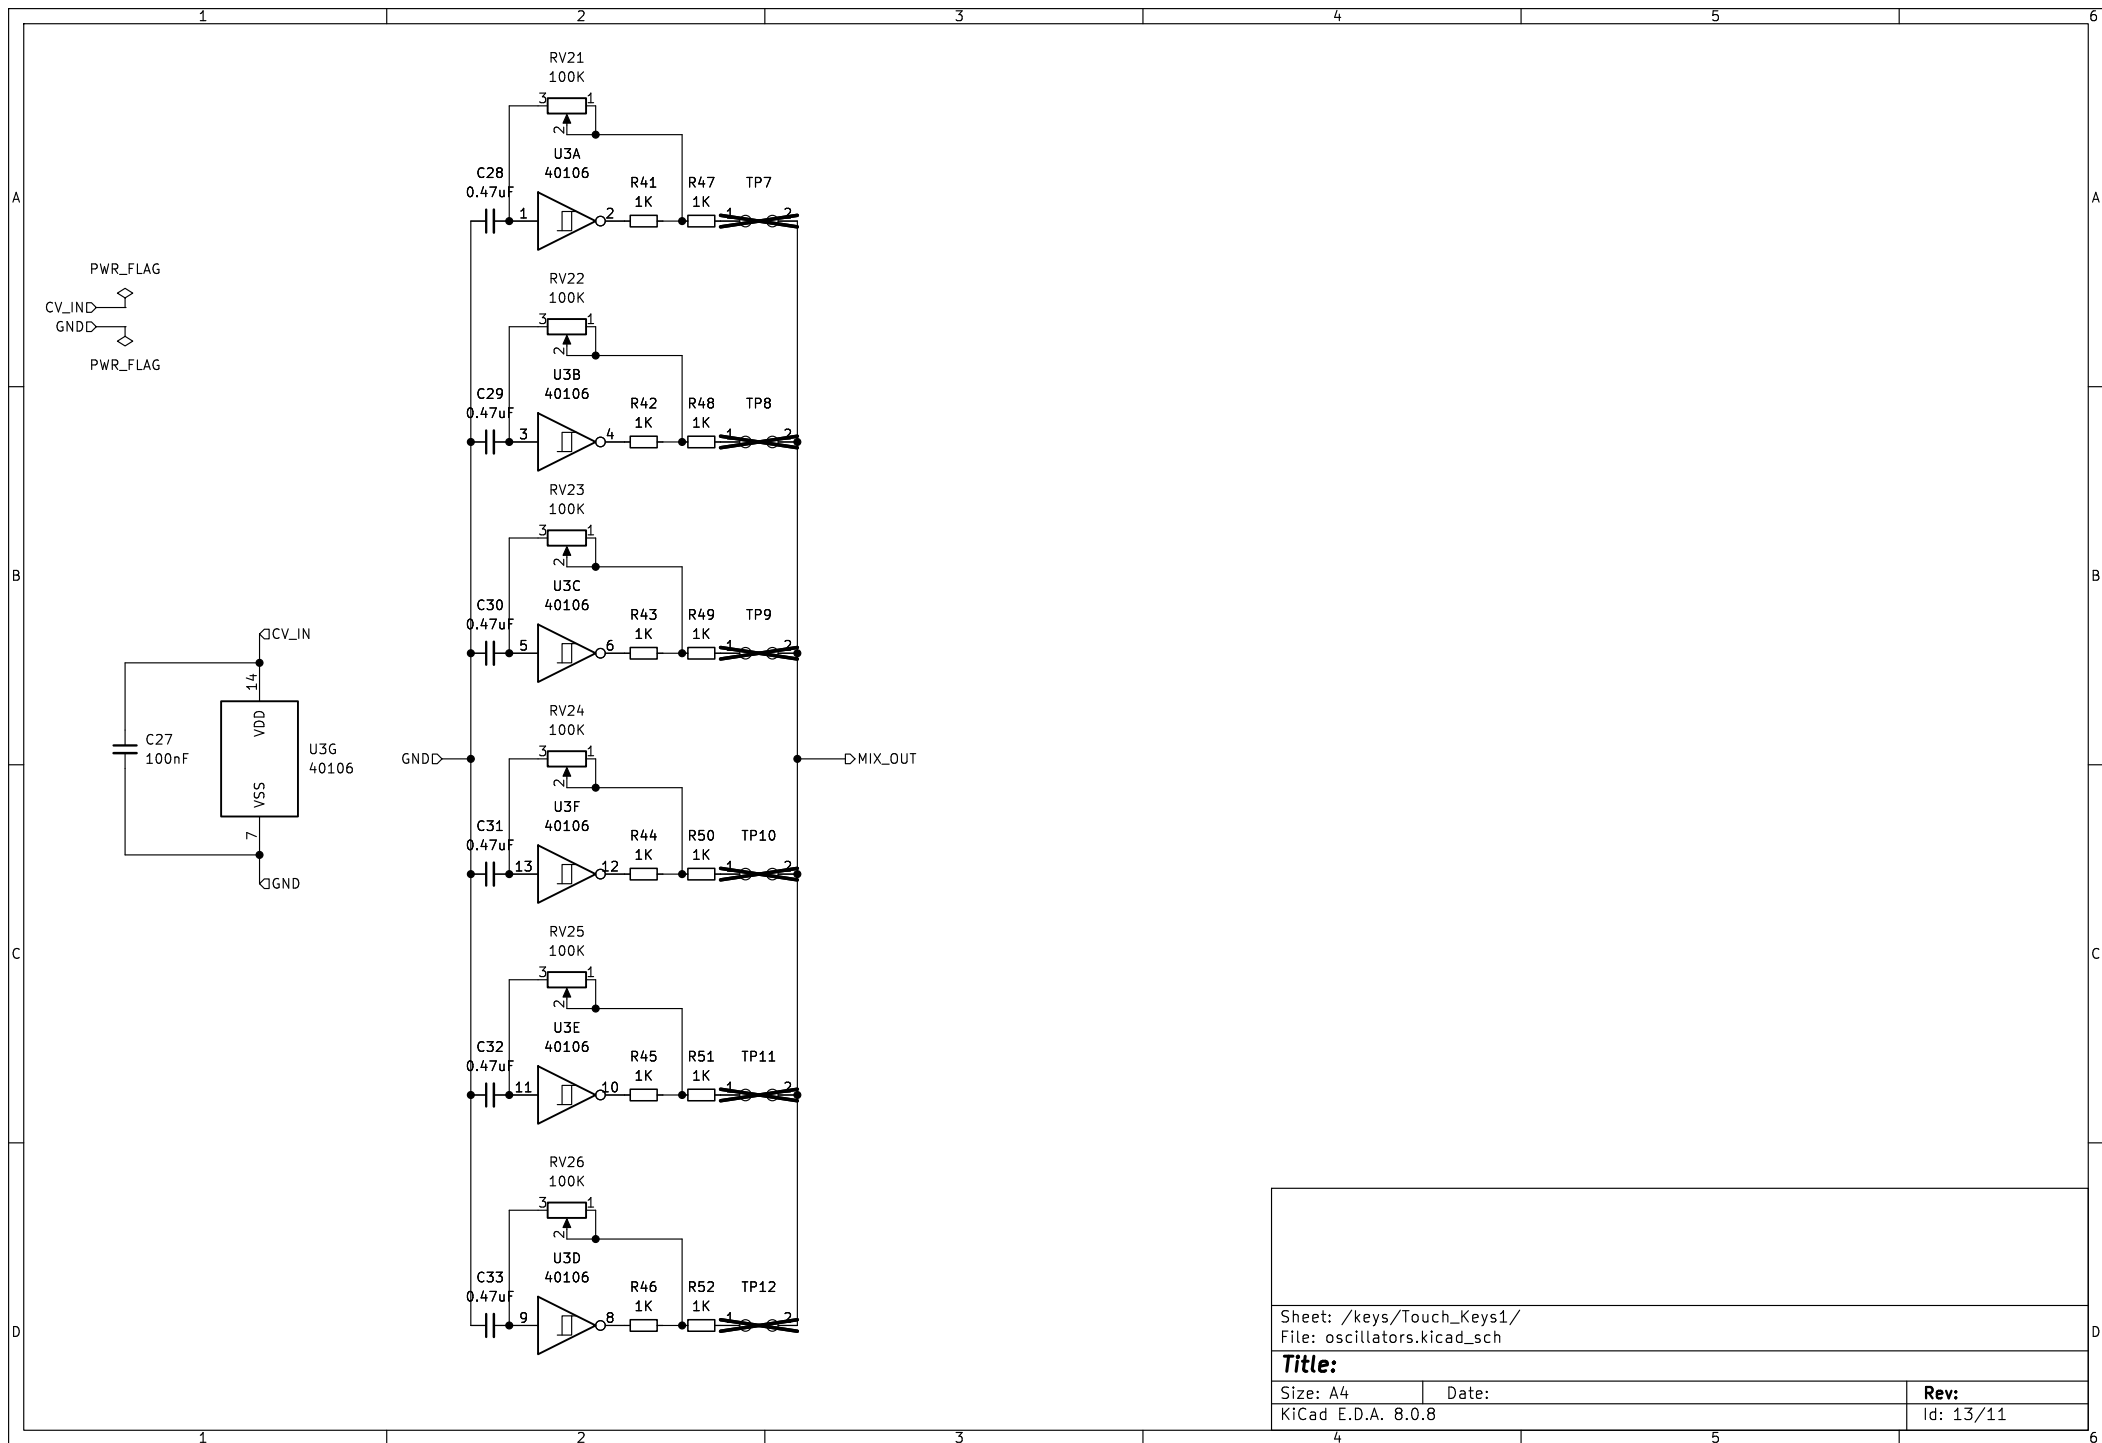 1 2 3 4 5 6
RV21
100K
3 1
2
U3A
40106
C28
0.47uF
1 2
R41
1K
R47
1K
TP7
1 2
A A
PWR_FLAG
CV_IN
GND
PWR_FLAG
RV22
100K
3 1
2
U3B
40106
C29
0.47uF
3 4
R42
1K
R48
1K
TP8
1 2
RV23
100K
3 1
2
U3C
40106
C30
0.47uF
5 6
R43
1K
R49
1K
TP9
1 2
B B
CV_IN
14
VDD
C27
100nF
U3G
40106
VSS
7
GND
GND
MIX_OUT
RV24
100K
3 1
2
U3F
40106
C31
0.47uF
13 12
R44
1K
R50
1K
TP10
1 2
RV25
100K
3 1
2
U3E
40106
C32
0.47uF
11 10
R45
1K
R51
1K
TP11
1 2
C C
RV26
100K
3 1
2
U3D
40106
C33
0.47uF
9 8
R46
1K
R52
1K
TP12
1 2
D D
Sheet: /keys/Touch_Keys1/
File: oscillators.kicad_sch
Title:
Size: A4 Date: Rev:
KiCad E.D.A. 8.0.8 Id: 13/11
1 2 3 4 5 6